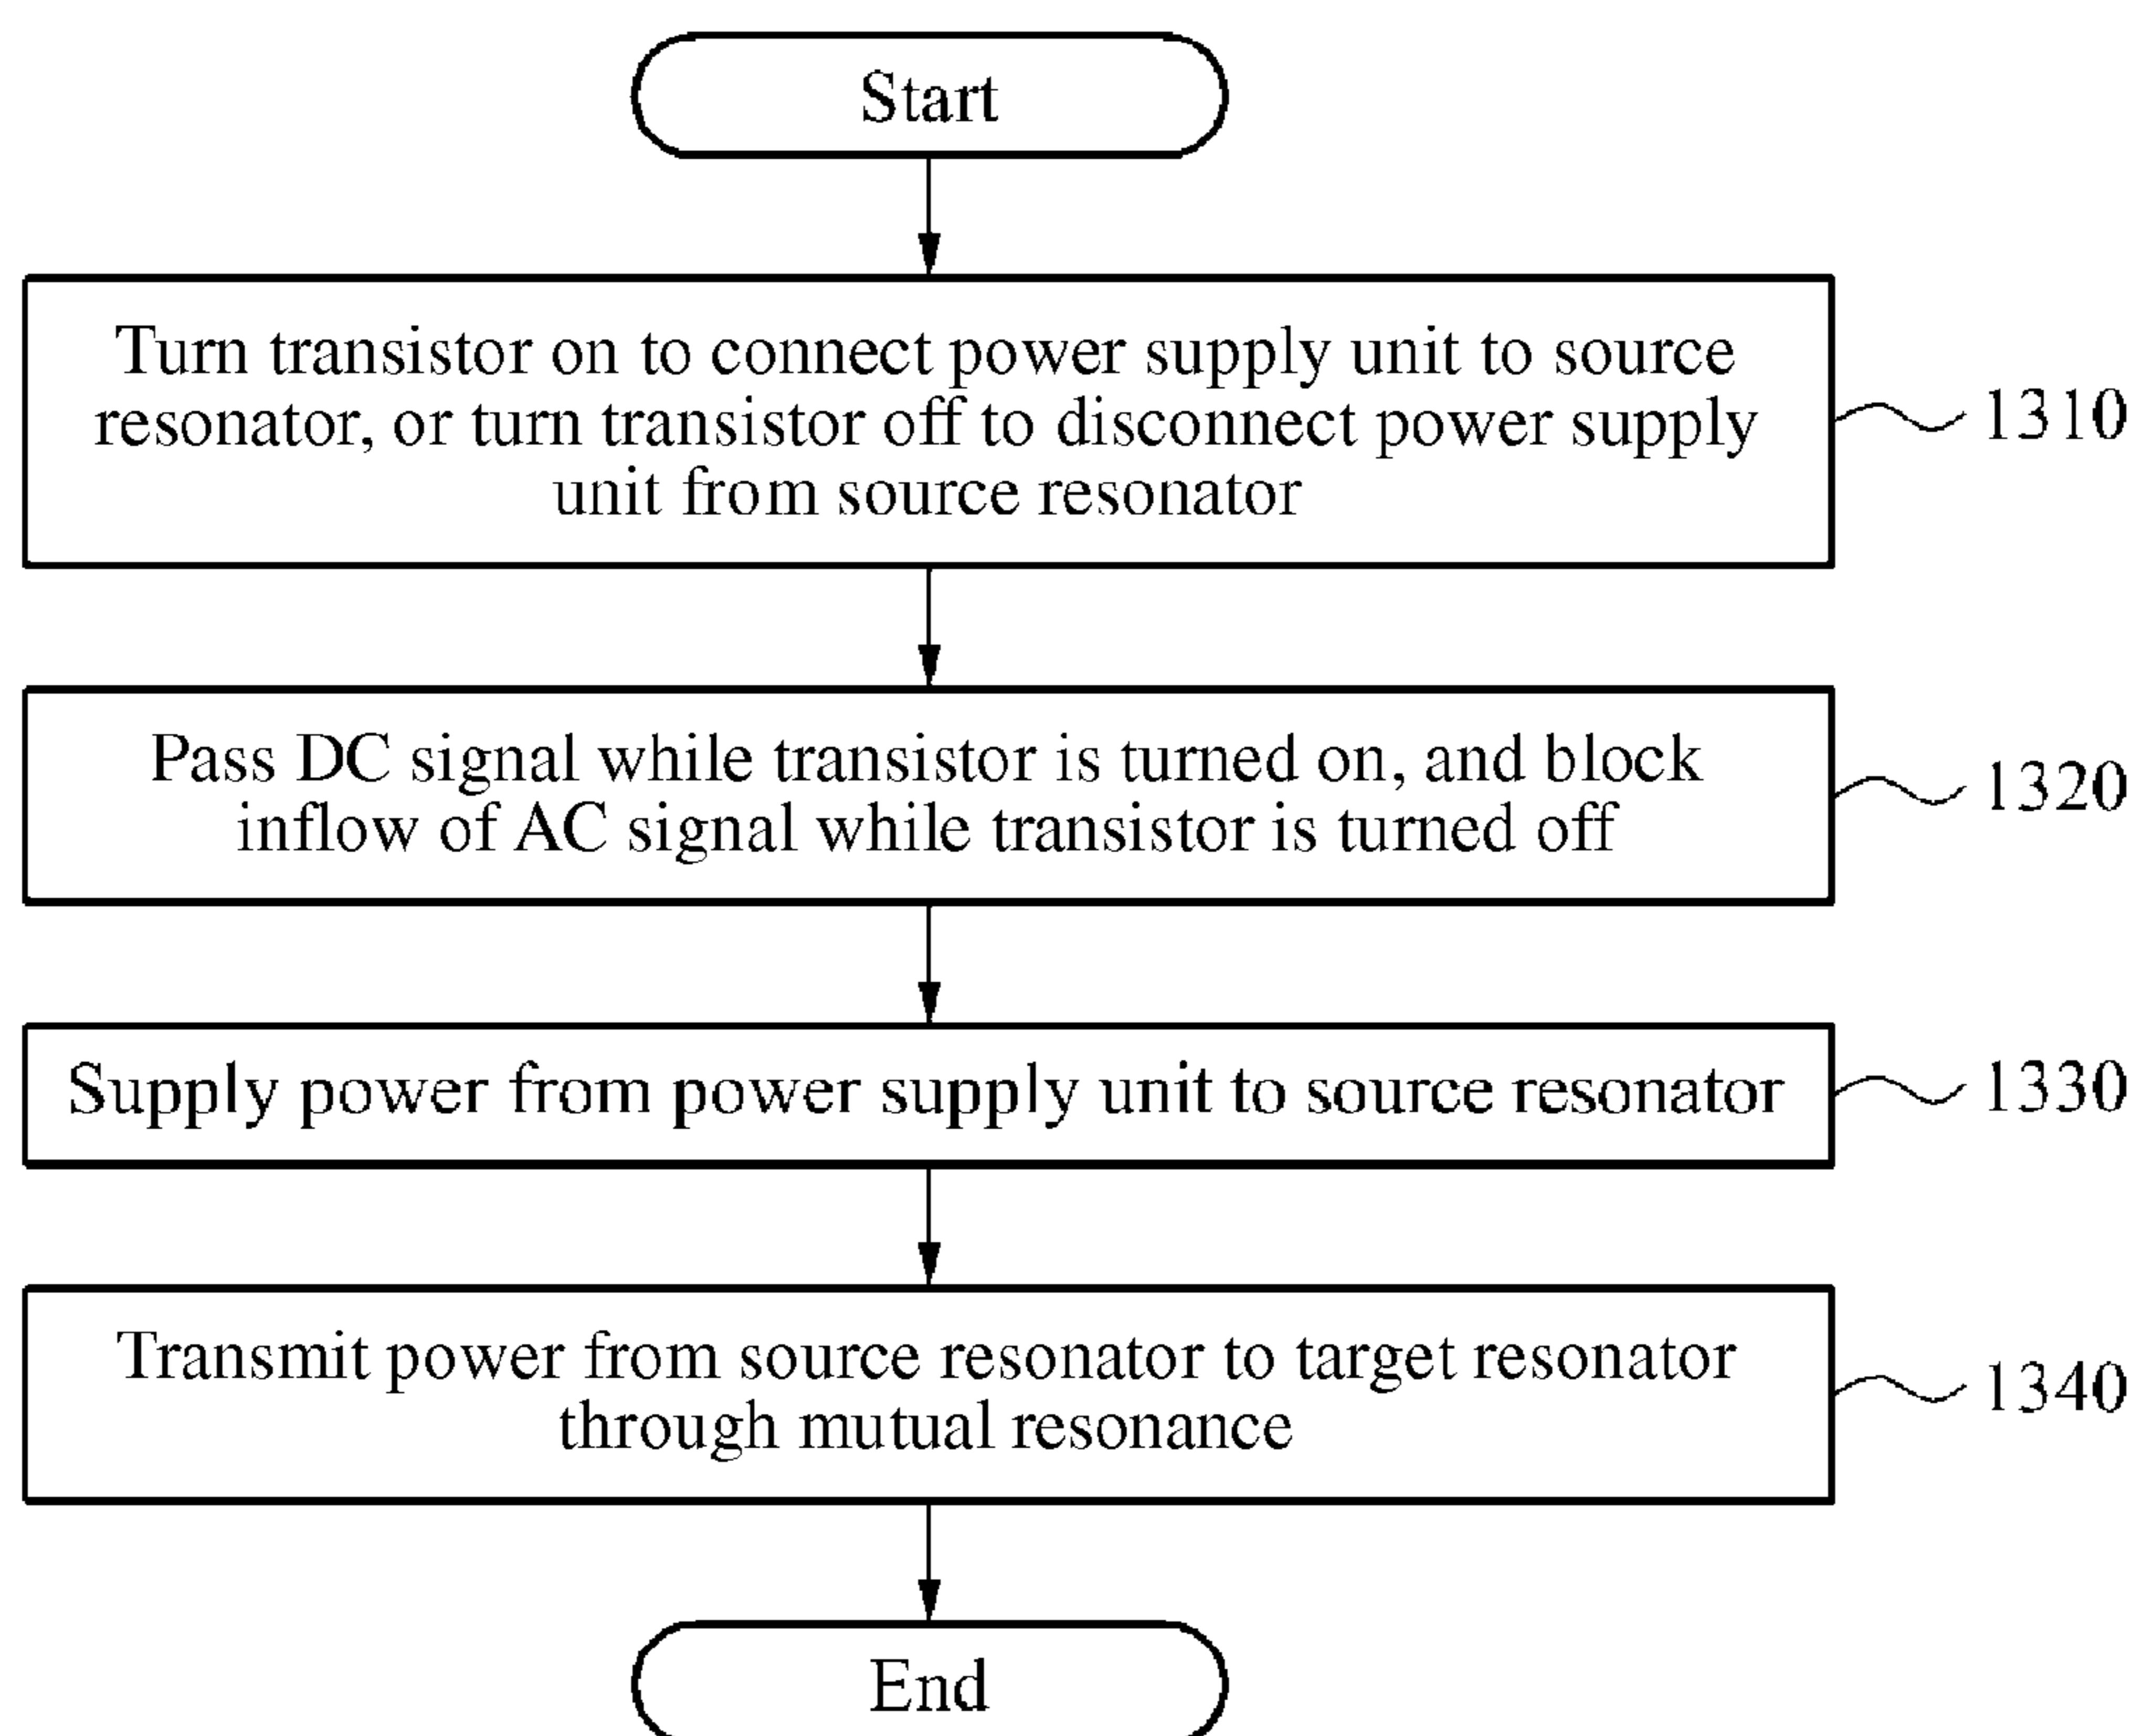 Start
Turn transistor on to connect power supply unit to source
resonator, or turn transistor off to disconnect power supply
unit from source resonator
1310
Pass DC signal while transistor is turned on, and block
inflow of AC signal while transistor is turned off
1320
Supply power from power supply unit to source resonator
1330
Transmit power from source resonator to target resonator
through mutual resonance
1340
End